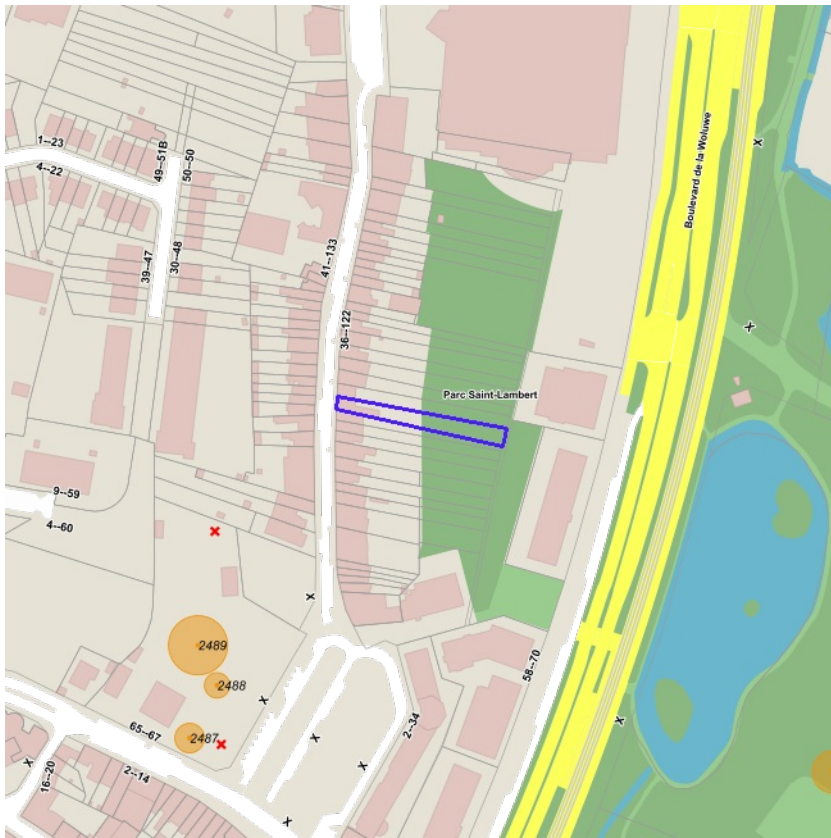 1--23
4--22
49--51B
50--50
39--47
30--48
41--133
36--122
Boulevard de la Woluwe
X
X
Parc Saint-Lambert
9--59
4--60
X
2489
2488
2487
X
65--67
2--14
16--20
X
X
X
X
2--34
58--70
X